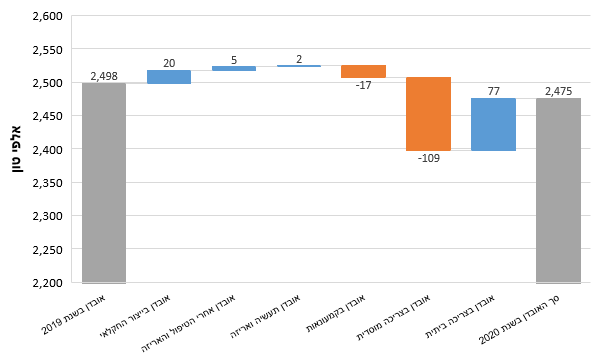 2,600
2,550
2,500
2,450
2,400
2,350
2,300
2,250
2,200
אלפי טון
2,498
20
5
2
-17
-109
77
2,475
אובדן בשנת 2019
אובדן בייצור החקלאי
אובדן אחרי הטיפול והאריזה
אובדן תעשיה ואריזה
אובדן בקמעונאות
אובדן בצריכה מוסדית
אובדן בצריכה ביתית
סך האובדן בשנת 2020